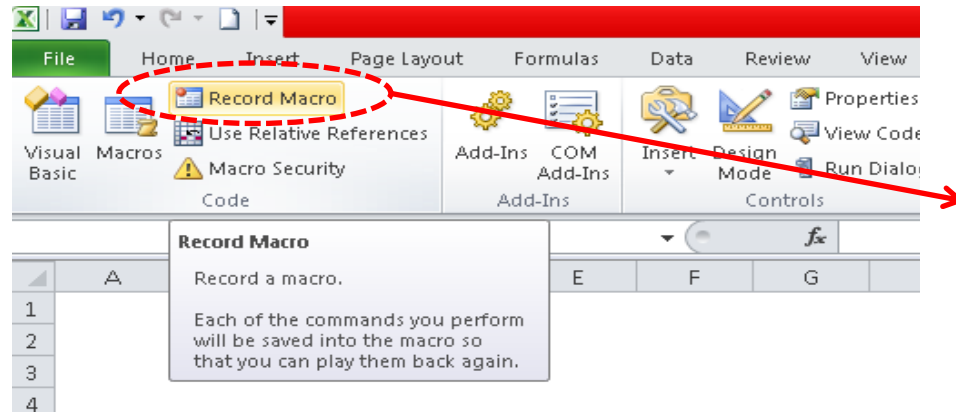 File Home Insert Page Layout Formulas Data Review View
Record Macro
Use Relative References
Macro Security
Visual Basic
Macros
Code
Add-Ins
COM Add-Ins
Add-Ins
Insert
Design Mode
Properties
View Code
Run Dialo
Controls
fx
Record Macro
Record a macro.
Each of the commands you perform
will be saved into the macro so
that you can play them back again.
A E F G
1
2
3
4